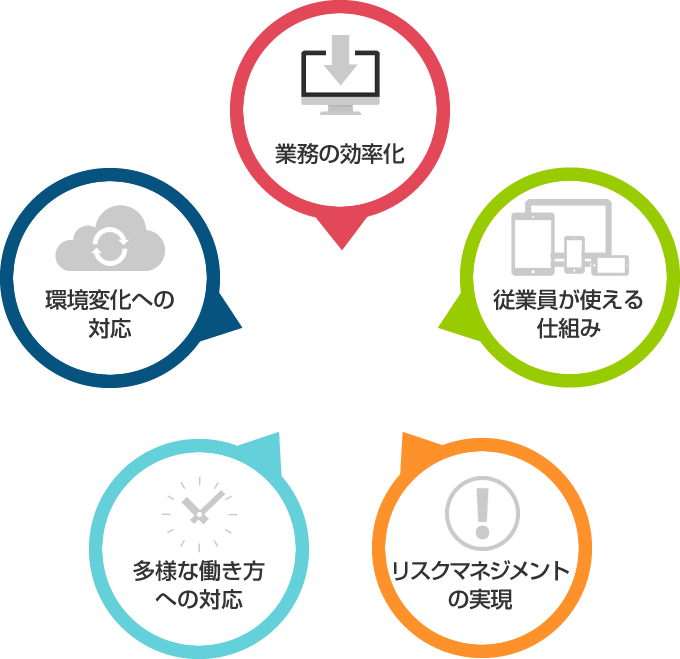 業務の効率化
環境変化への
対応
従業員が使える
仕組み
多様な働き方
への対応
リスクマネジメント
の実現